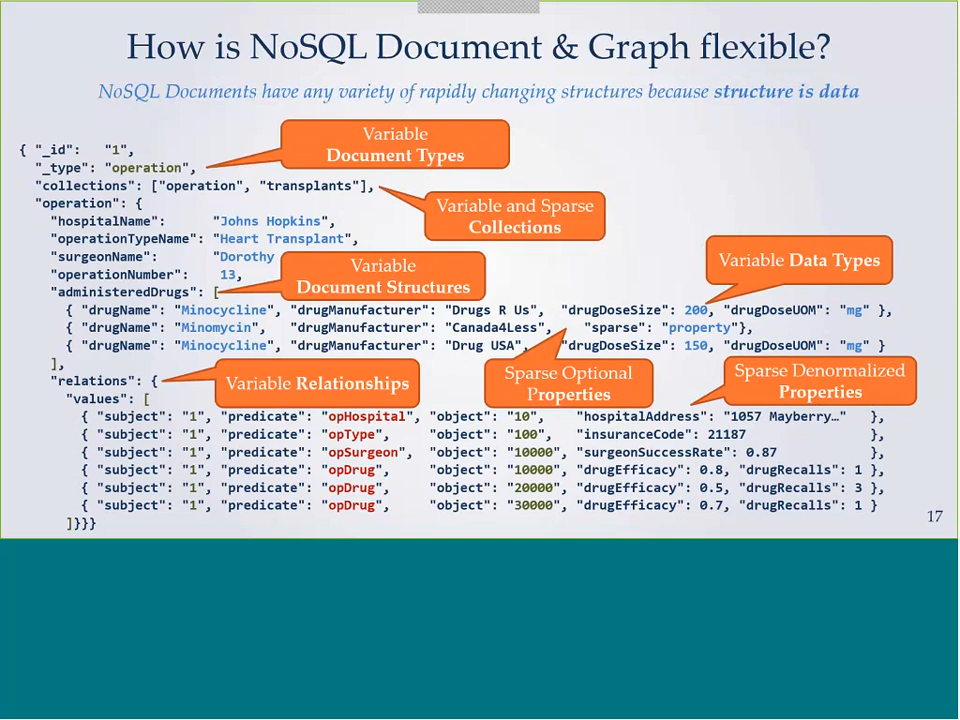 How is NoSQL Document & Graph flexible?
NoSQL Documents have any variety of rapidly changing structures because structure is data
Variable
Document Types
{ "_id": "1",
"_type": "operation",
"collections": ["operation", "transplants"],
Variable and Sparse
Collections
"operation": {
"hospitalName": "Johns Hopkins",
"operationTypeName": "Heart Transplant",
"surgeonName": "Dorothy
"operationNumber": 13,
Variable
Document Structures
Variable Data Types
"administeredDrugs": [
{ "drugName": "Minocycline", "drugManufacturer": "Drugs R Us", "drugDoseSize": 200, "drugDoseUOM": "mg" },
{ "drugName": "Minomycin", "drugManufacturer": "Canada4Less", "sparse": "property"},
{ "drugName": "Minocycline", "drugManufacturer": "Drug USA", "drugDoseSize": 150, "drugDoseUOM": "mg" }
],
"relations": {
Variable Relationships
Sparse Optional
Properties
Sparse Denormalized
Properties
"values": [
{ "subject": "1", "predicate": "opHospital", "object": "10", "hospitalAddress": "1057 Mayberry…" },
{ "subject": "1", "predicate": "opType", "object": "100", "insuranceCode": 21187 },
{ "subject": "1", "predicate": "opSurgeon", "object": "10000", "surgeonSuccessRate": 0.87 },
{ "subject": "1", "predicate": "opDrug", "object": "10000", "drugEfficacy": 0.8, "drugRecalls": 1 },
{ "subject": "1", "predicate": "opDrug", "object": "20000", "drugEfficacy": 0.5, "drugRecalls": 3 },
{ "subject": "1", "predicate": "opDrug", "object": "30000", "drugEfficacy": 0.7, "drugRecalls": 1 }
]}}}
17